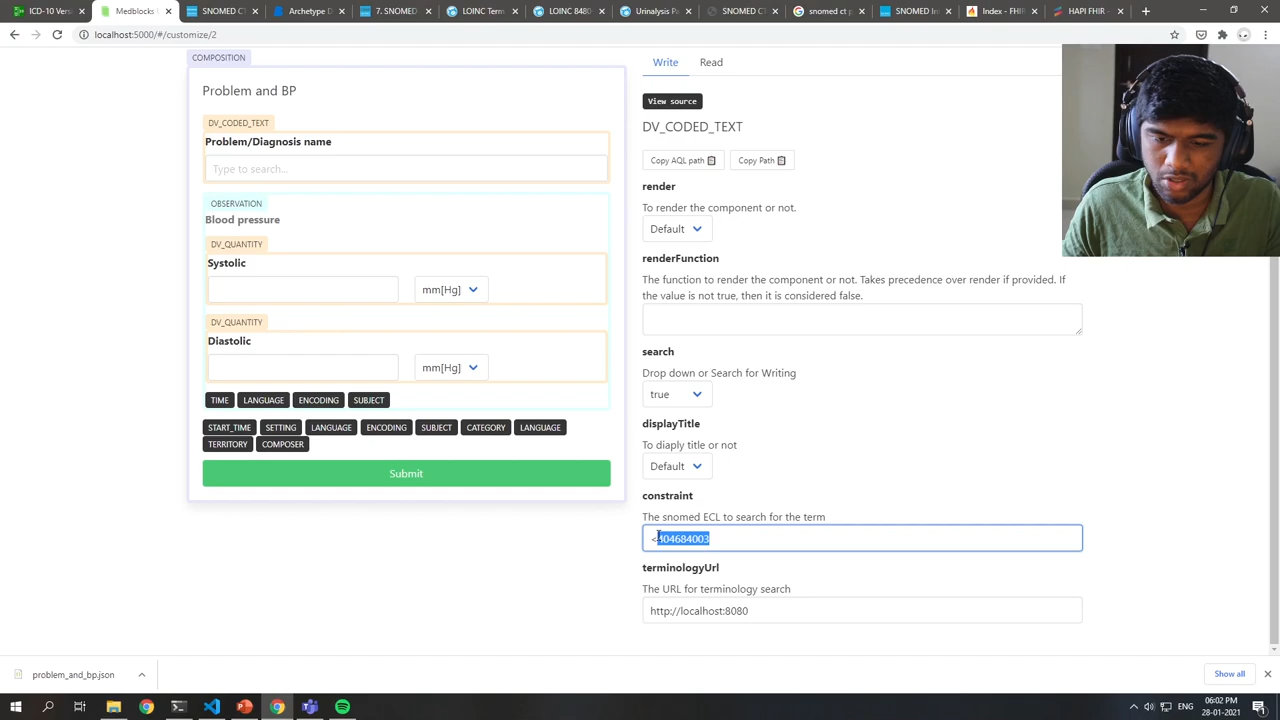 ICD-10 Versi
Medblocks
SNOMED CT
Archetype D
7. SNOMED
LOINC Term
LOINC 8480
Urinalysis Po
SNOMED CT
snomed ct p
SNOMED Int
Index - FHIR
HAPI FHIR -
localhost:5000/#/customize/2
COMPOSITION
Problem and BP
DV_CODED_TEXT
Problem/Diagnosis name
Type to search...
OBSERVATION
Blood pressure
DV_QUANTITY
Systolic
mm[Hg]
DV_QUANTITY
Diastolic
mm[Hg]
TIME LANGUAGE ENCODING SUBJECT
START_TIME SETTING LANGUAGE ENCODING SUBJECT CATEGORY LANGUAGE
TERRITORY COMPOSER
Submit
Write Read
View source
DV_CODED_TEXT
Copy AQL path Copy Path
render
To render the component or not.
Default
renderFunction
The function to render the component or not. Takes precedence over render if provided. If
the value is not true, then it is considered false.
search
Drop down or Search for Writing
true
displayTitle
To diaply title or not
Default
constraint
The snomed ECL to search for the term
<404684003
terminologyUrl
The URL for terminology search
http://localhost:8080
problem_and_bp.json
Show all
ENG
06:02 PM
28-01-2021